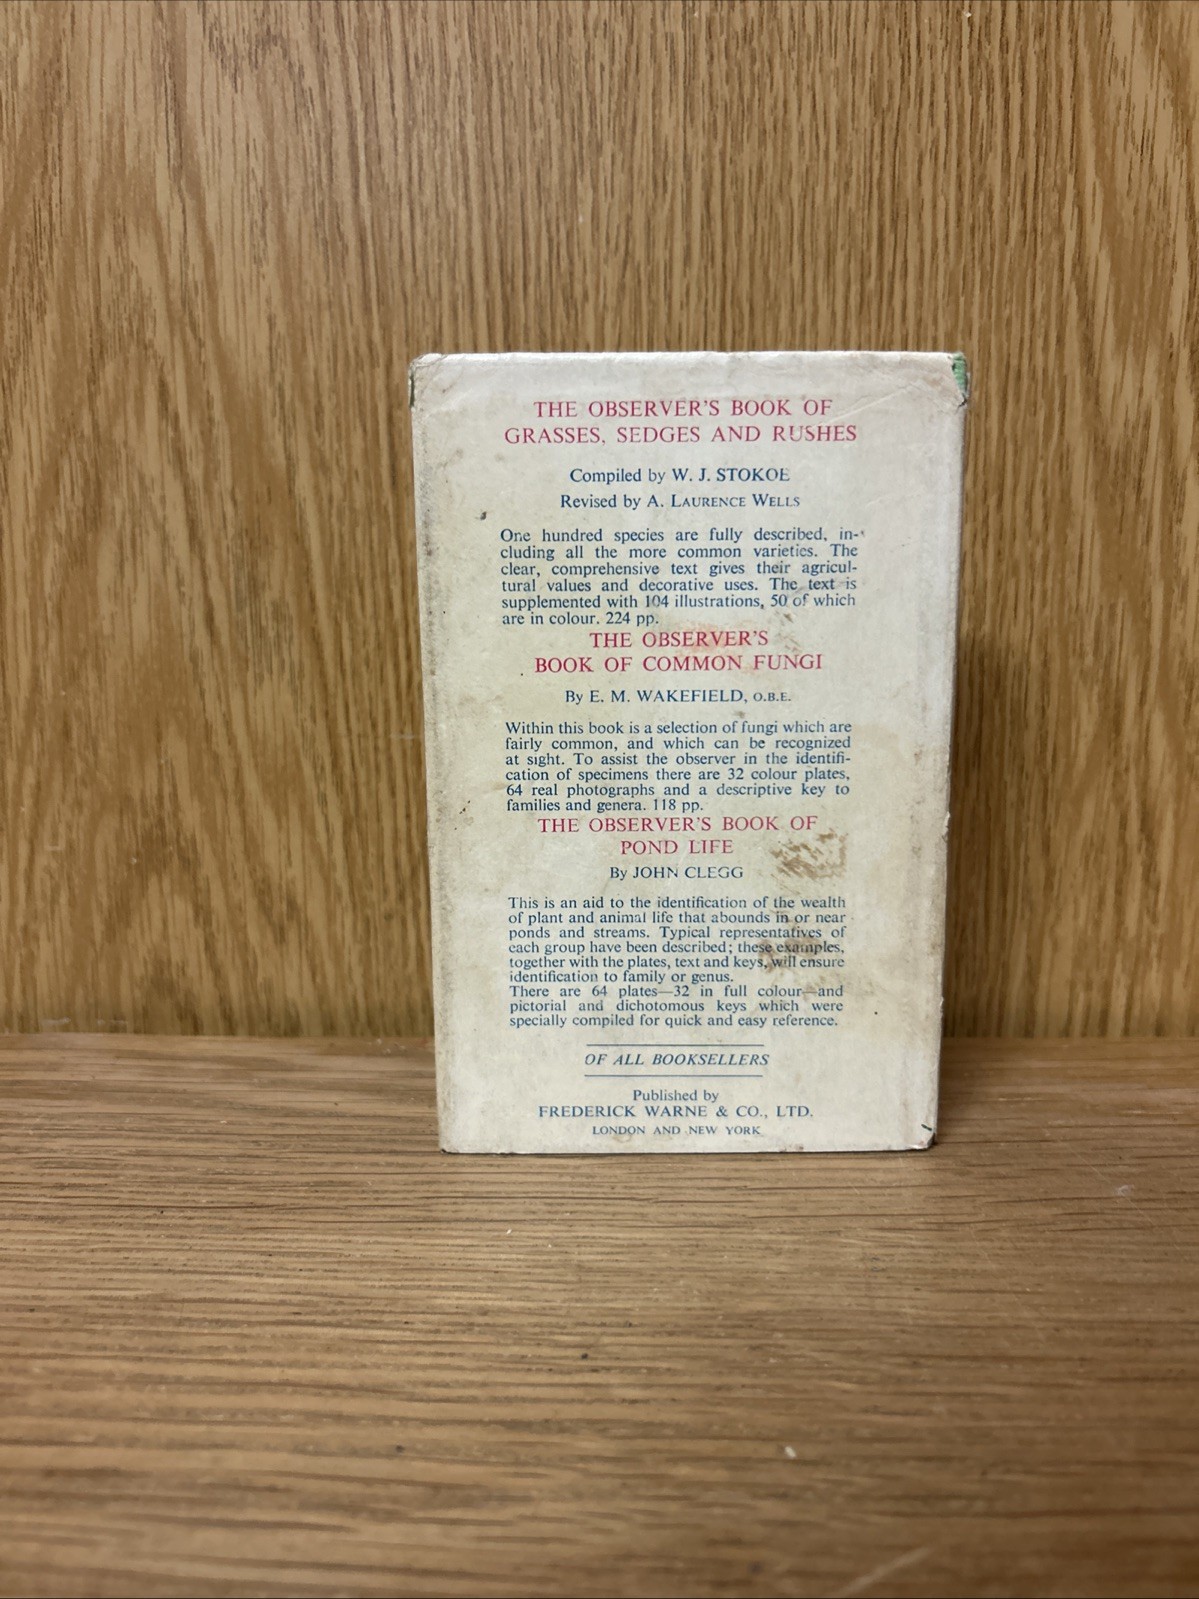 THE OBSERVER'S BOOK OF
GRASSES, SEDGES AND RUSHES
Compiled by W. J. STOKOE
Revised by A. LAURENCE WELLS
One hundred species are fully described, in-
cluding all the more common varieties. The
clear, comprehensive text gives their agricul-
tural values and decorative uses. The text is
supplemented with 104 illustrations, 50 of which
are in colour. 224 pp.
THE OBSERVER'S
BOOK OF COMMON FUNGI
By E. M. WAKEFIELD, O.B.E.
Within this book is a selection of fungi which are
fairly common, and which can be recognized
at sight. To assist the observer in the identifi-
cation of specimens there are 32 colour plates,
64 real photographs and a descriptive key to
families and genera. 118 pp.
THE OBSERVER'S BOOK OF
POND LIFE
By JOHN CLEGG
This is an aid to the identification of the wealth
of plant and animal life that abounds in or near
ponds and streams. Typical representatives of
each group have been described; these examples,
together with the plates, text and keys, will ensure
identification to family or genus.
There are 64 plates—32 in full colour—and
pictorial and dichotomous keys which were
specially compiled for quick and easy reference.
OF ALL BOOKSELLERS
Published by
FREDERICK WARNE & CO., LTD.
LONDON AND NEW YORK